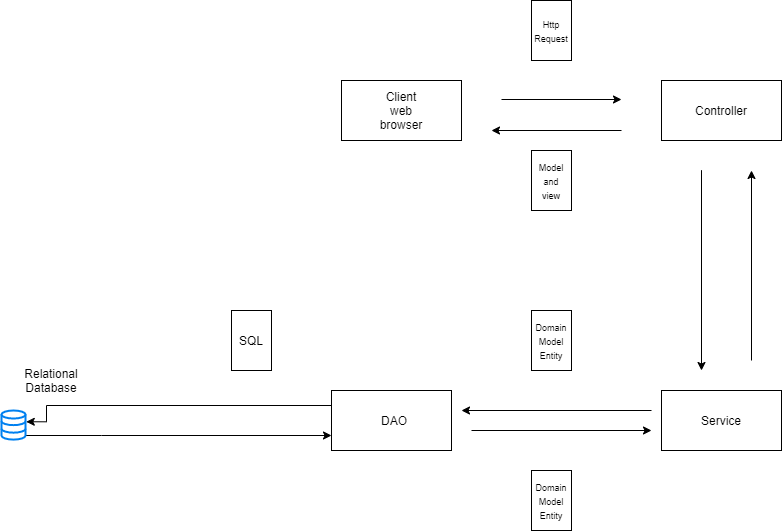 Http
Request
Client
web
browser
Controller
Model
and
view
SQL
Domain
Model
Entity
Relational
Database
DAO
Service
Domain
Model
Entity